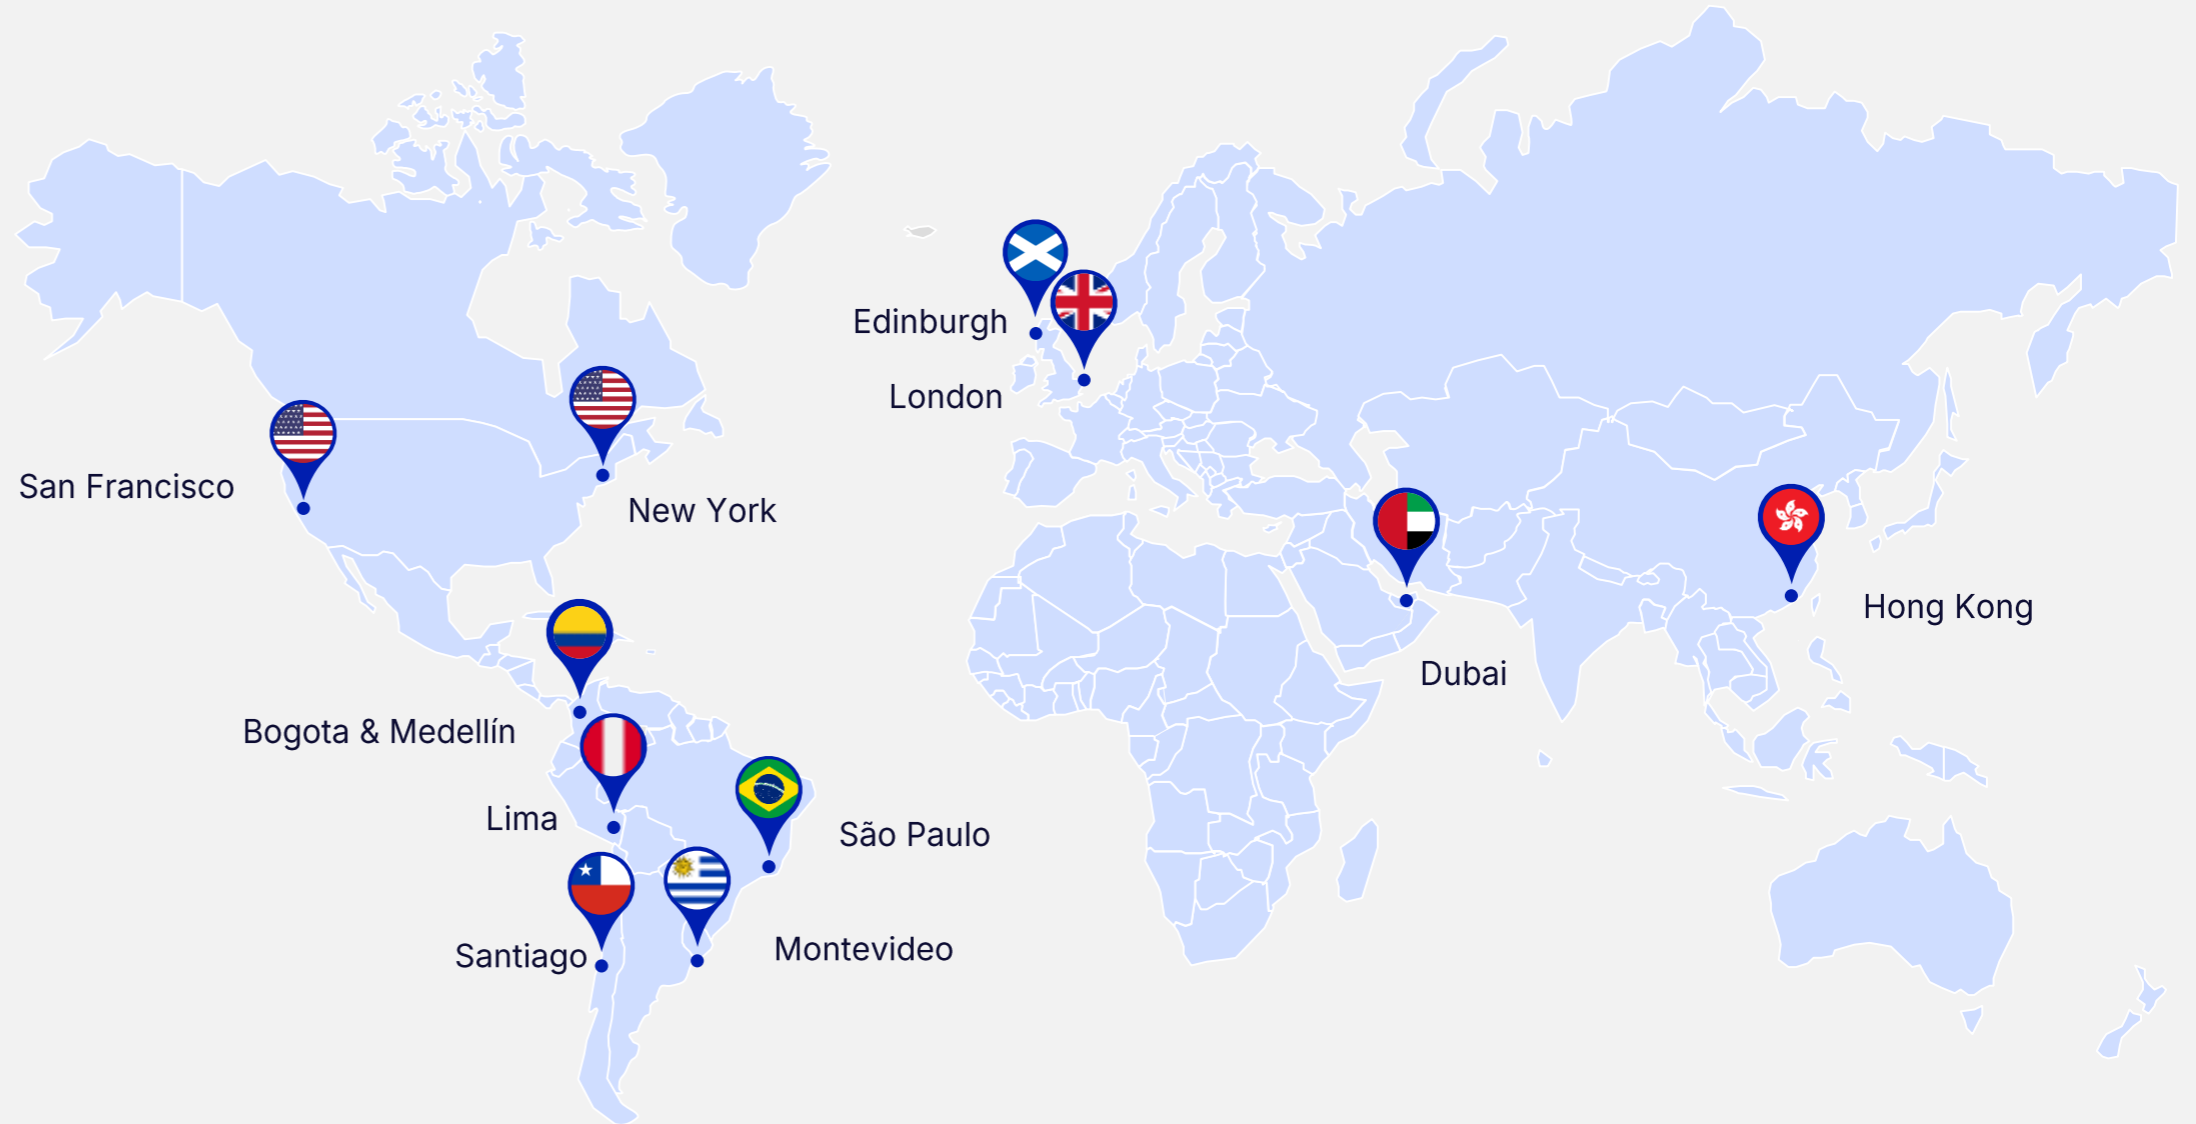 Edinburgh
London
San Francisco
New York
Hong Kong
Dubai
Bogota & Medellín
Lima
São Paulo
Santiago
Montevideo